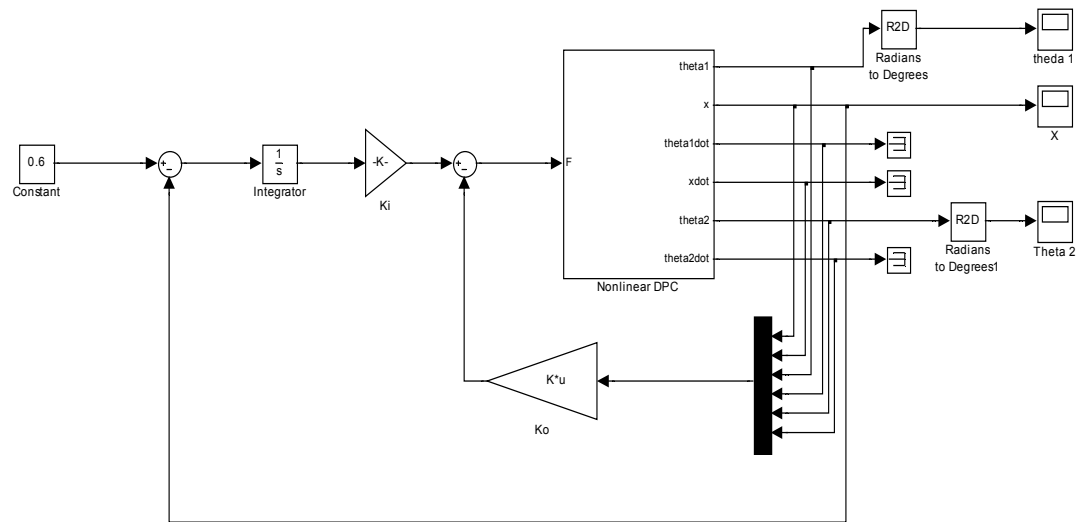 R2D
Radians
to Degrees
theda 1
theta1
x
X
theta1dot
0.6
Constant
+
−
1
s
Integrator
-K-
Ki
+
−
F
xdot
theta2
R2D
Radians
to Degrees1
Theta 2
theta2dot
Nonlinear DPC
K*u
Ko